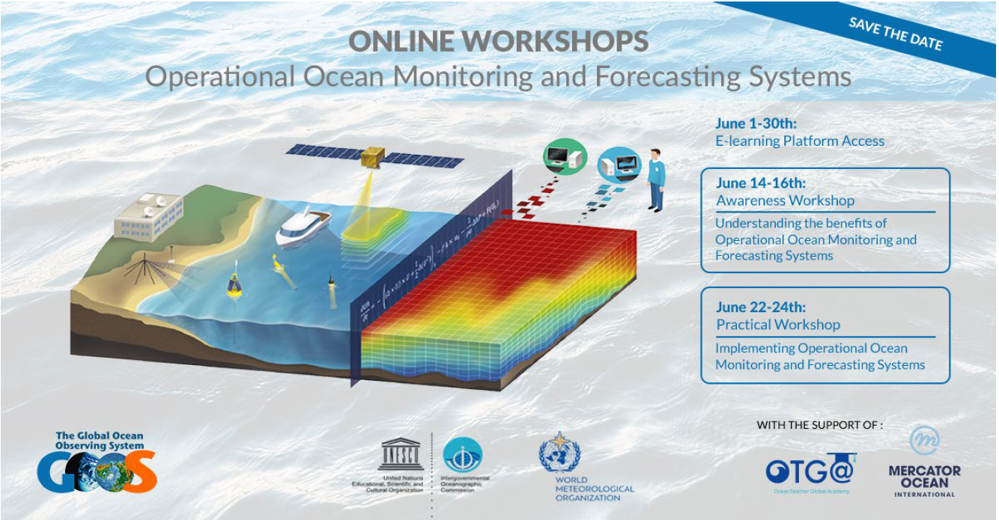 SAVE THE DATE
ONLINE WORKSHOPS
Operational Ocean Monitoring and Forecasting Systems
June 1-30th:
E-learning Platform Access
June 14-16th:
Awareness Workshop
Understanding the benefits of
Operational Ocean Monitoring and
Forecasting Systems
June 22-24th:
Practical Workshop
Implementing Operational Ocean
Monitoring and Forecasting Systems
The Global Ocean
Observing System
GOOS
UNESCO
United Nations
Educational, Scientific and
Cultural Organization
Intergovernmental
Oceanographic
Commission
WORLD
METEOROLOGICAL
ORGANIZATION
WITH THE SUPPORT OF :
OTG@
OceanTeacher Global Academy
m
MERCATOR
OCEAN
INTERNATIONAL